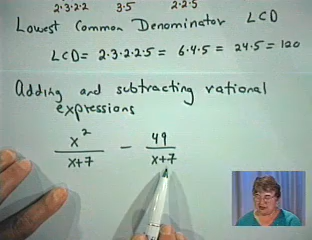 2·3·2·2 3·5 2·2·5
Lowest Common Denominator LCD
LCD = 2·3·2·2·5 = 6·4·5 = 24·5 = 120
Adding and subtracting rational
expressions
x² 49
— − —
x+7 x+7